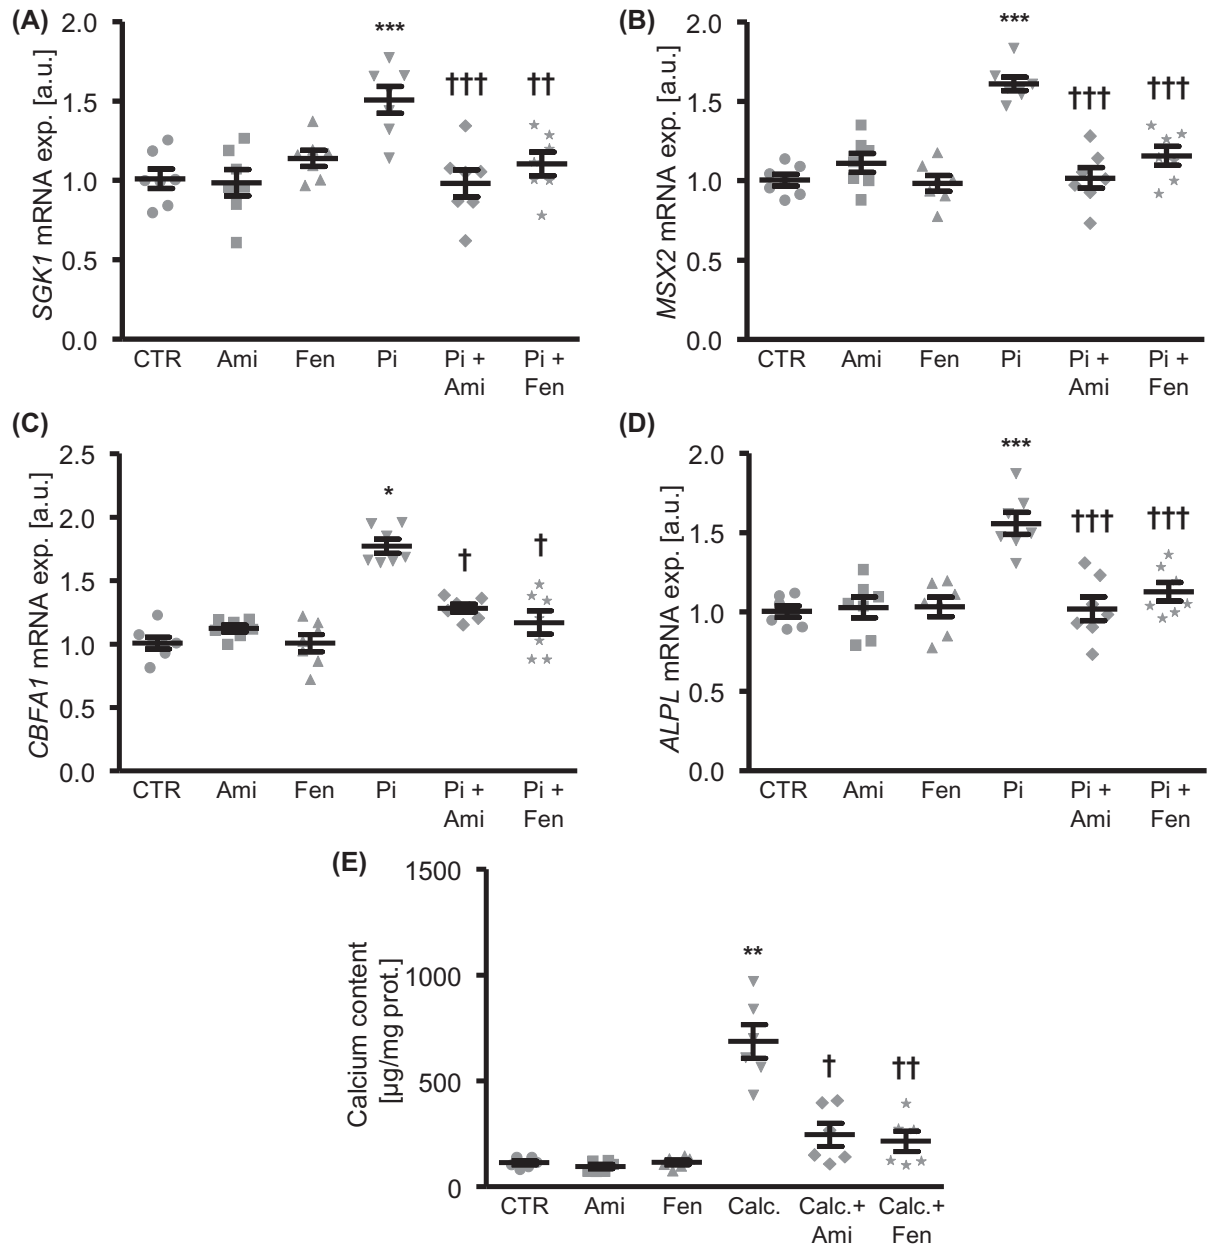 (A)
SGK1 mRNA exp. [a.u.]
2.0
1.5
1.0
0.5
0.0
***
†††
††
CTR Ami Fen Pi Pi + Pi +
Ami Fen
(B)
MSX2 mRNA exp. [a.u.]
2.0
1.5
1.0
0.5
0.0
***
†††
†††
CTR Ami Fen Pi Pi + Pi +
Ami Fen
(C)
CBFA1 mRNA exp. [a.u.]
2.5
2.0
1.5
1.0
0.5
0.0
*
†
†
CTR Ami Fen Pi Pi + Pi +
Ami Fen
(D)
ALPL mRNA exp. [a.u.]
2.0
1.5
1.0
0.5
0.0
***
†††
†††
CTR Ami Fen Pi Pi + Pi +
Ami Fen
(E)
Calcium content
[µg/mg prot.]
1500
1000
500
0
**
†
††
CTR Ami Fen Calc. Calc.+ Calc.+
Ami Fen